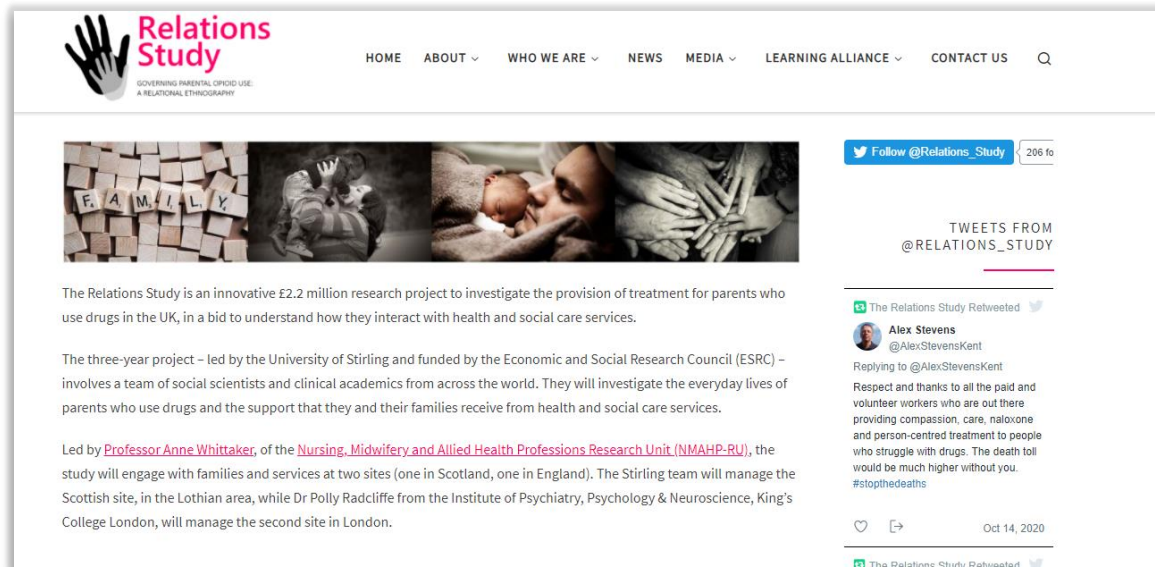 Relations
Study
GOVERNING PARENTAL OPIOID USE:
A RELATIONAL ETHNOGRAPHY
HOME ABOUT WHO WE ARE NEWS MEDIA LEARNING ALLIANCE CONTACT US
FAMILY
The Relations Study is an innovative £2.2 million research project to investigate the provision of treatment for parents who
use drugs in the UK, in a bid to understand how they interact with health and social care services.
The three-year project – led by the University of Stirling and funded by the Economic and Social Research Council (ESRC) –
involves a team of social scientists and clinical academics from across the world. They will investigate the everyday lives of
parents who use drugs and the support that they and their families receive from health and social care services.
Led by Professor Anne Whittaker, of the Nursing, Midwifery and Allied Health Professions Research Unit (NMAHP-RU), the
study will engage with families and services at two sites (one in Scotland, one in England). The Stirling team will manage the
Scottish site, in the Lothian area, while Dr Polly Radcliffe from the Institute of Psychiatry, Psychology & Neuroscience, King's
College London, will manage the second site in London.
Follow @Relations_Study 206 fo
TWEETS FROM
@RELATIONS_STUDY
The Relations Study Retweeted
Alex Stevens
@AlexStevensKent
Replying to @AlexStevensKent
Respect and thanks to all the paid and
volunteer workers who are out there
providing compassion, care, naloxone
and person-centred treatment to people
who struggle with drugs. The death toll
would be much higher without you.
#stopthedeaths
Oct 14, 2020
The Relations Study Retweeted